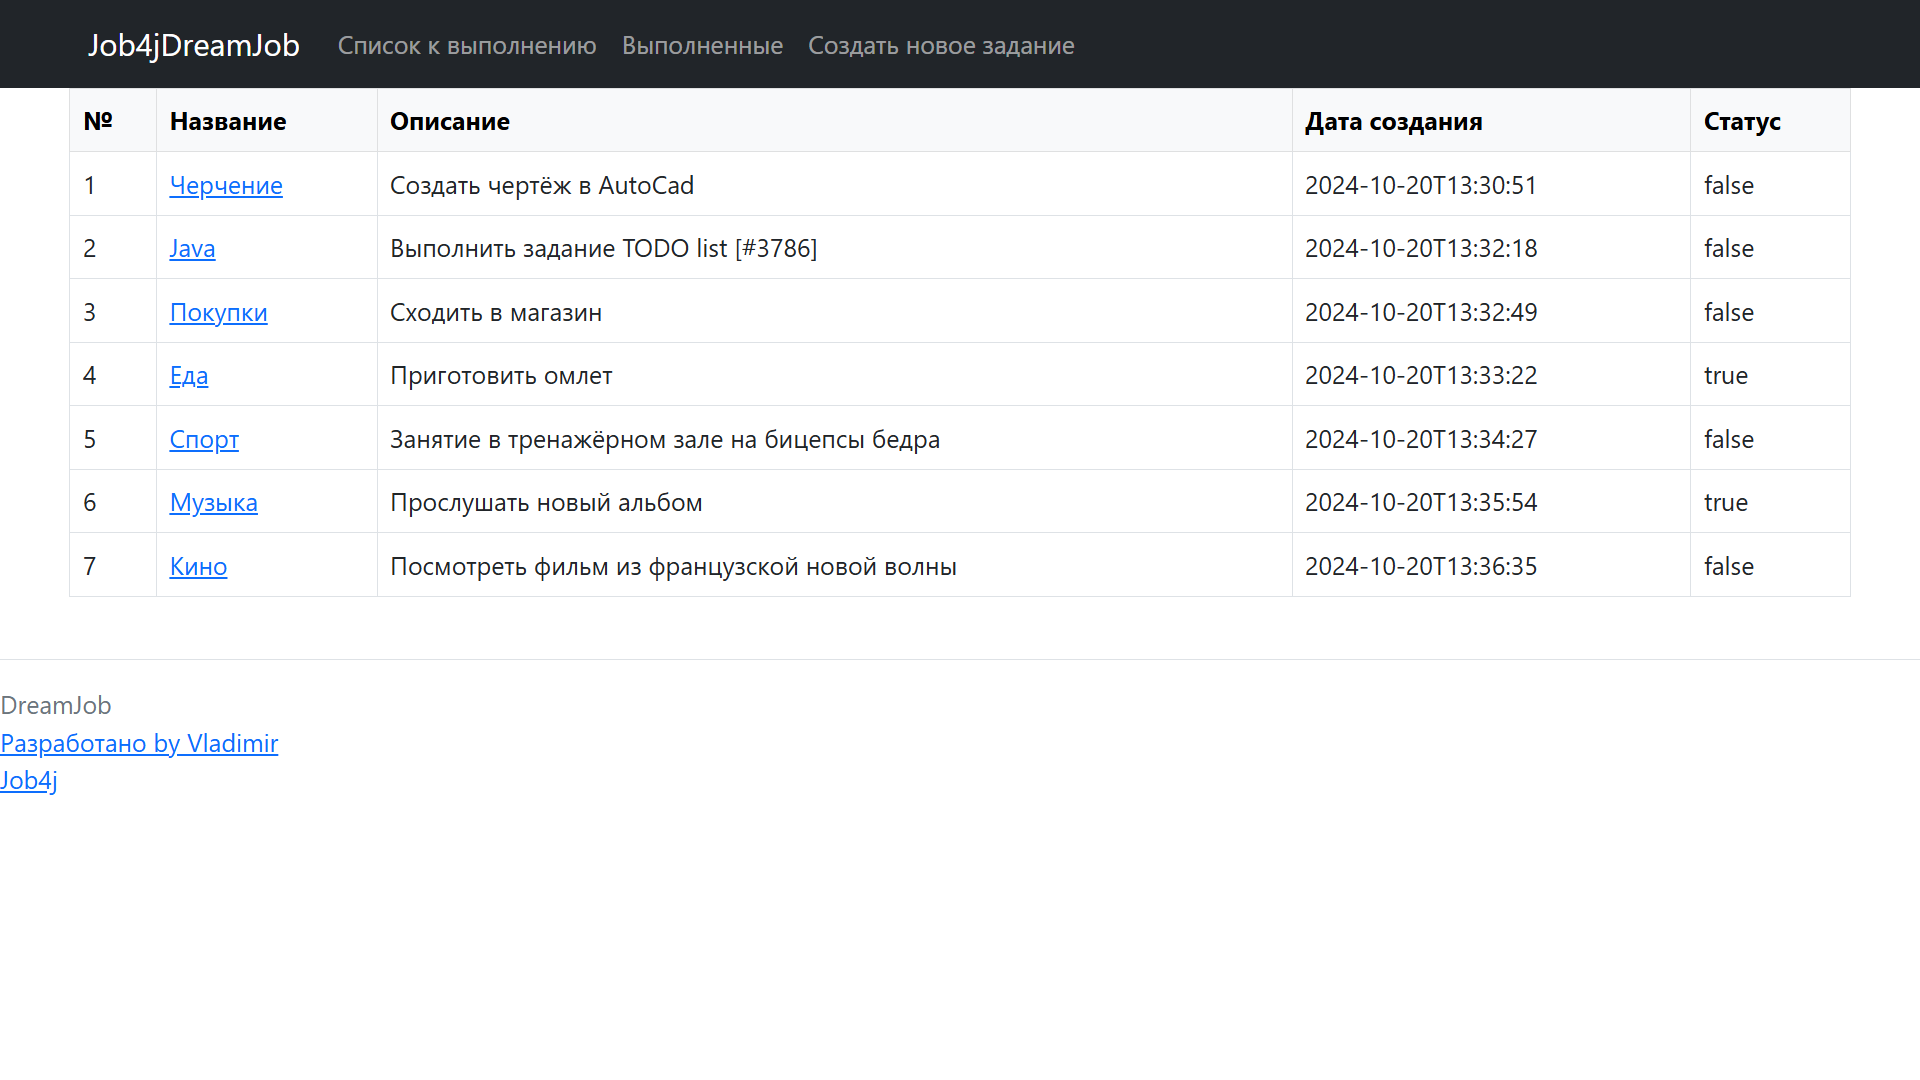 Job4jDreamJob Список к выполнению Выполненные Создать новое задание
№ Название Описание Дата создания Статус
1 Черчение Создать чертёж в AutoCad 2024-10-20T13:30:51 false
2 Java Выполнить задание TODO list [#3786] 2024-10-20T13:32:18 false
3 Покупки Сходить в магазин 2024-10-20T13:32:49 false
4 Еда Приготовить омлет 2024-10-20T13:33:22 true
5 Спорт Занятие в тренажёрном зале на бицепсы бедра 2024-10-20T13:34:27 false
6 Музыка Прослушать новый альбом 2024-10-20T13:35:54 true
7 Кино Посмотреть фильм из французской новой волны 2024-10-20T13:36:35 false
DreamJob
Разработано by Vladimir
Job4j